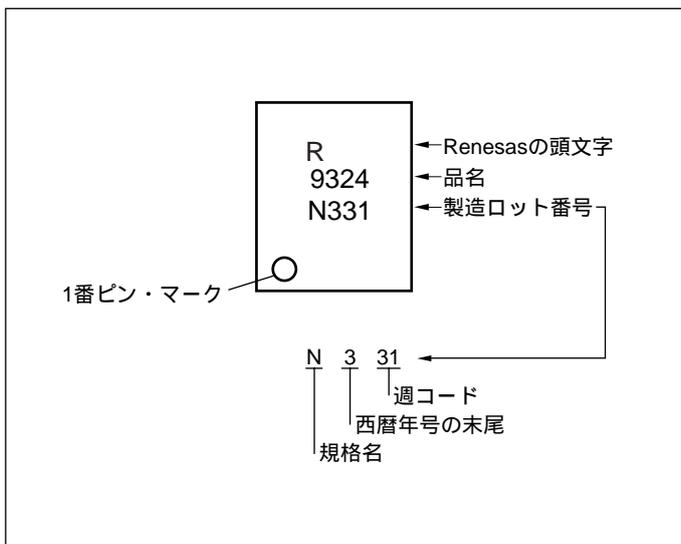 R
9324
N331
Renesasの頭文字
品名
製造ロット番号
1番ピン・マーク
N 3 31
週コード
西暦年号の末尾
規格名